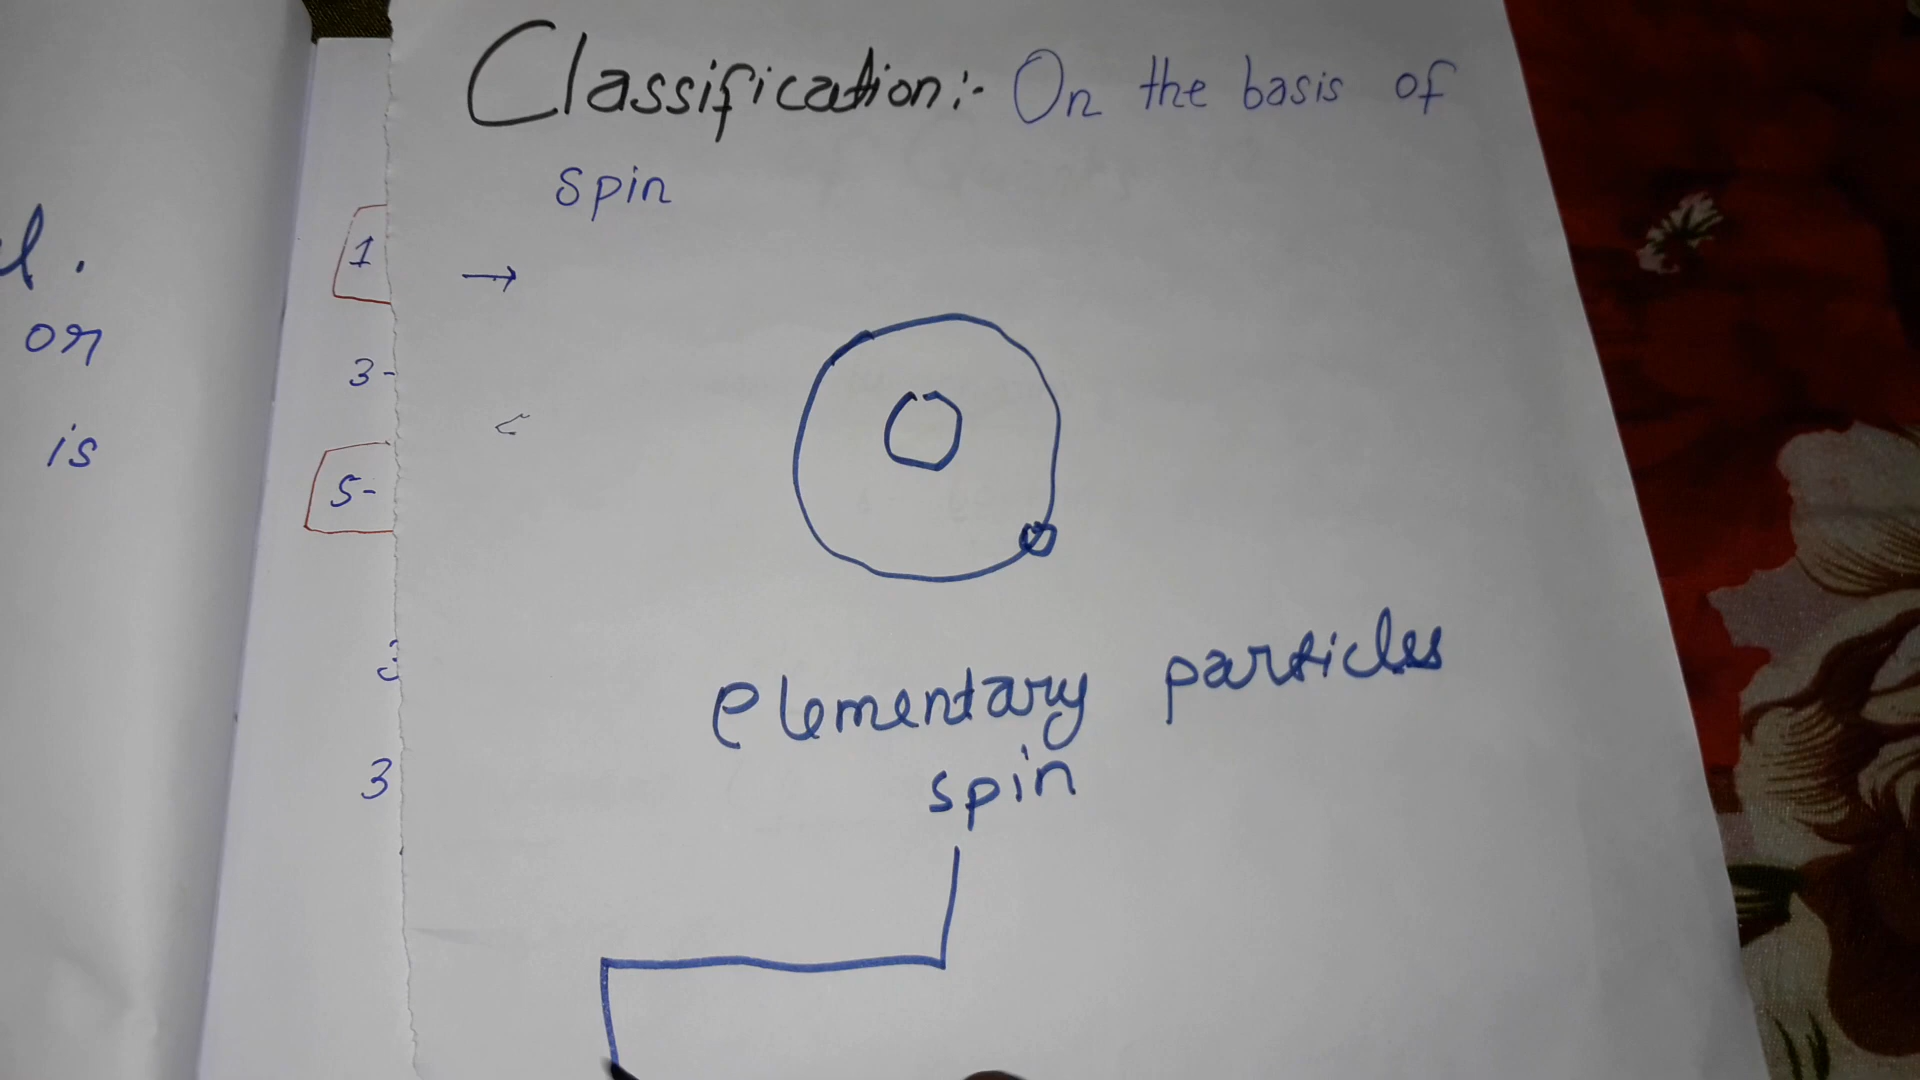 Classification:- On the basis of
spin
→
elementary particles
spin
l.
or
is
1
3-
5-
3